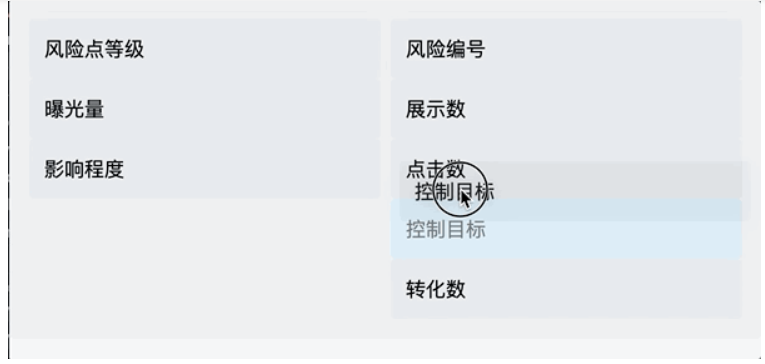 风险点等级
曝光量
影响程度
风险编号
展示数
点击数
控制目标
控制目标
转化数